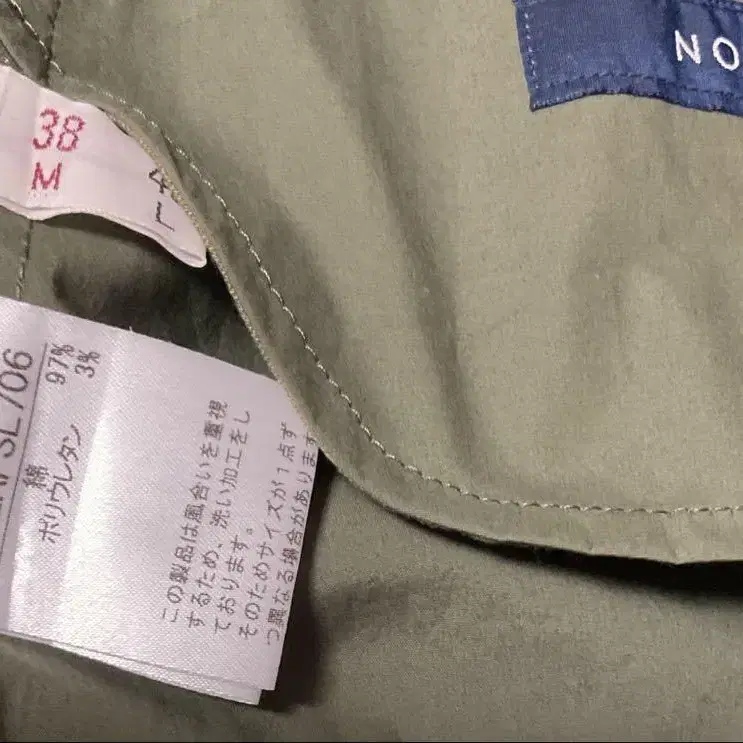 NO
38
M
SL706
綿 97%
ポリウレタン 3%
この製品は風合いを重視
するため、洗い加工をし
ております。
そのためサイズが1点ず
つ異なる場合があります